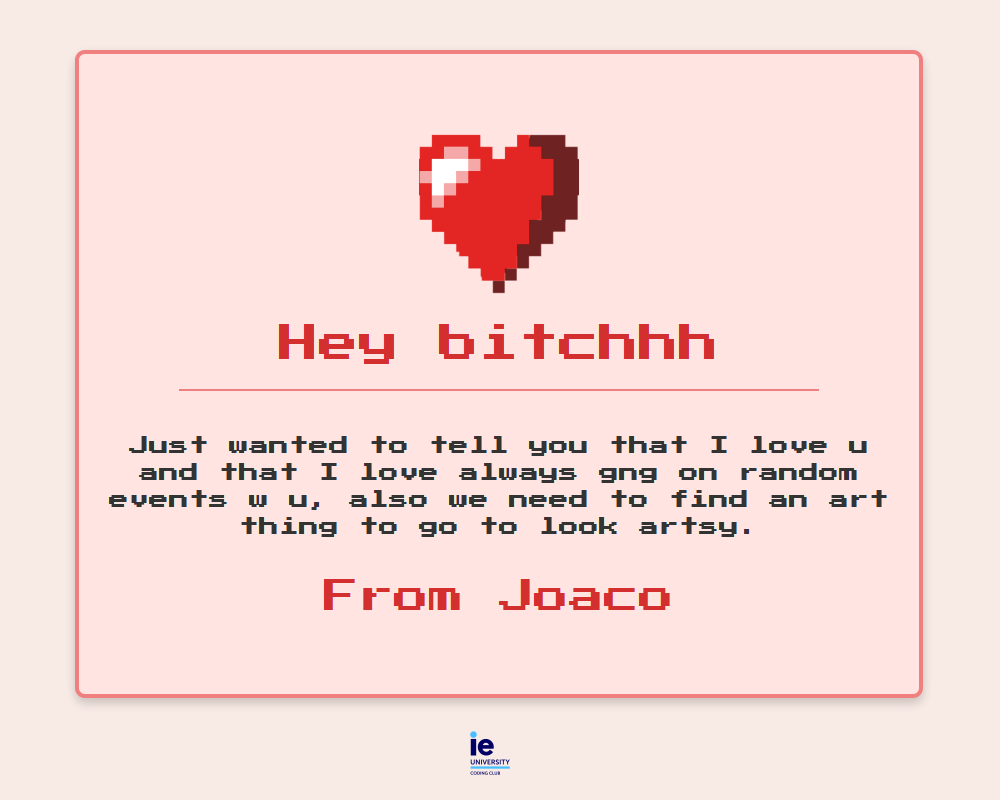 Hey bitchhh
Just wanted to tell you that I love u
and that I love always gng on random
events w u, also we need to find an art
thing to go to look artsy.
From Joaco
ie
UNIVERSITY
CODING CLUB